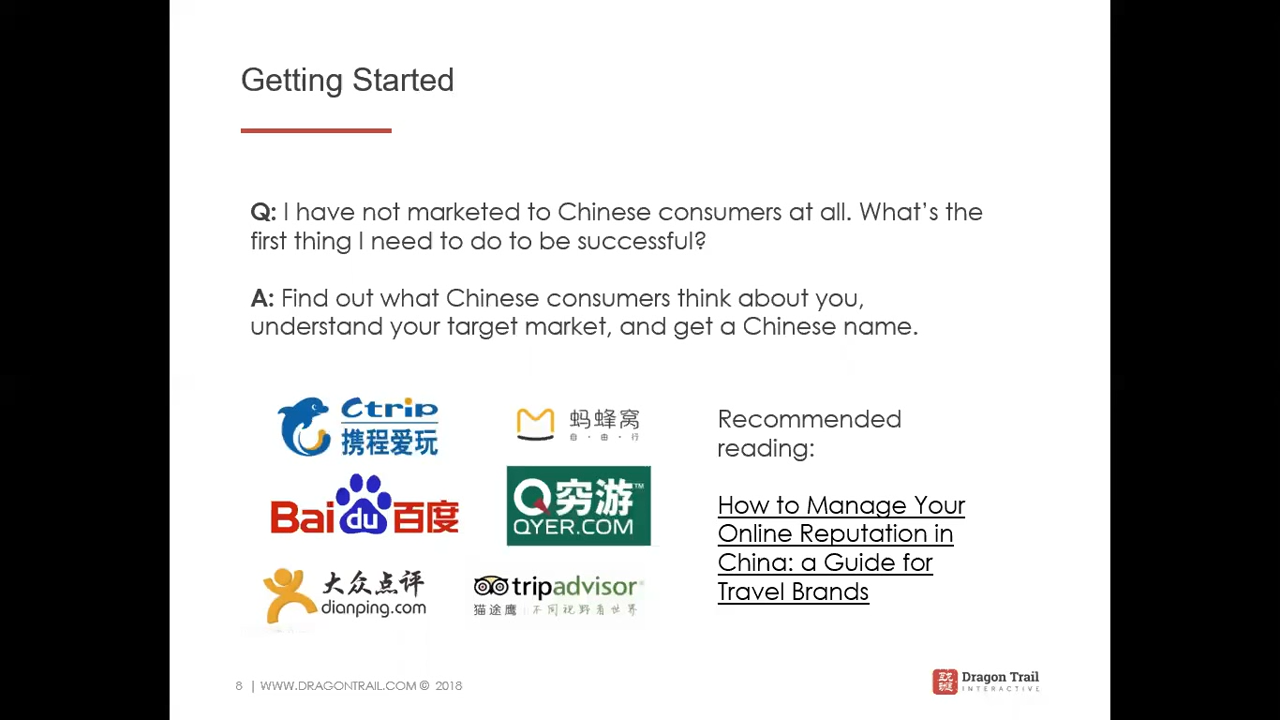 Getting Started
Q: I have not marketed to Chinese consumers at all. What's the
first thing I need to do to be successful?
A: Find out what Chinese consumers think about you,
understand your target market, and get a Chinese name.
Ctrip
携程爱玩
蚂蜂窝
自·由·行
Baidu百度
穷游™
QYER.COM
大众点评
dianping.com
tripadvisor®
猫途鹰 不同视野看世界
Recommended
reading:
How to Manage Your
Online Reputation in
China: a Guide for
Travel Brands
8 | WWW.DRAGONTRAIL.COM © 2018
Dragon Trail
INTERACTIVE